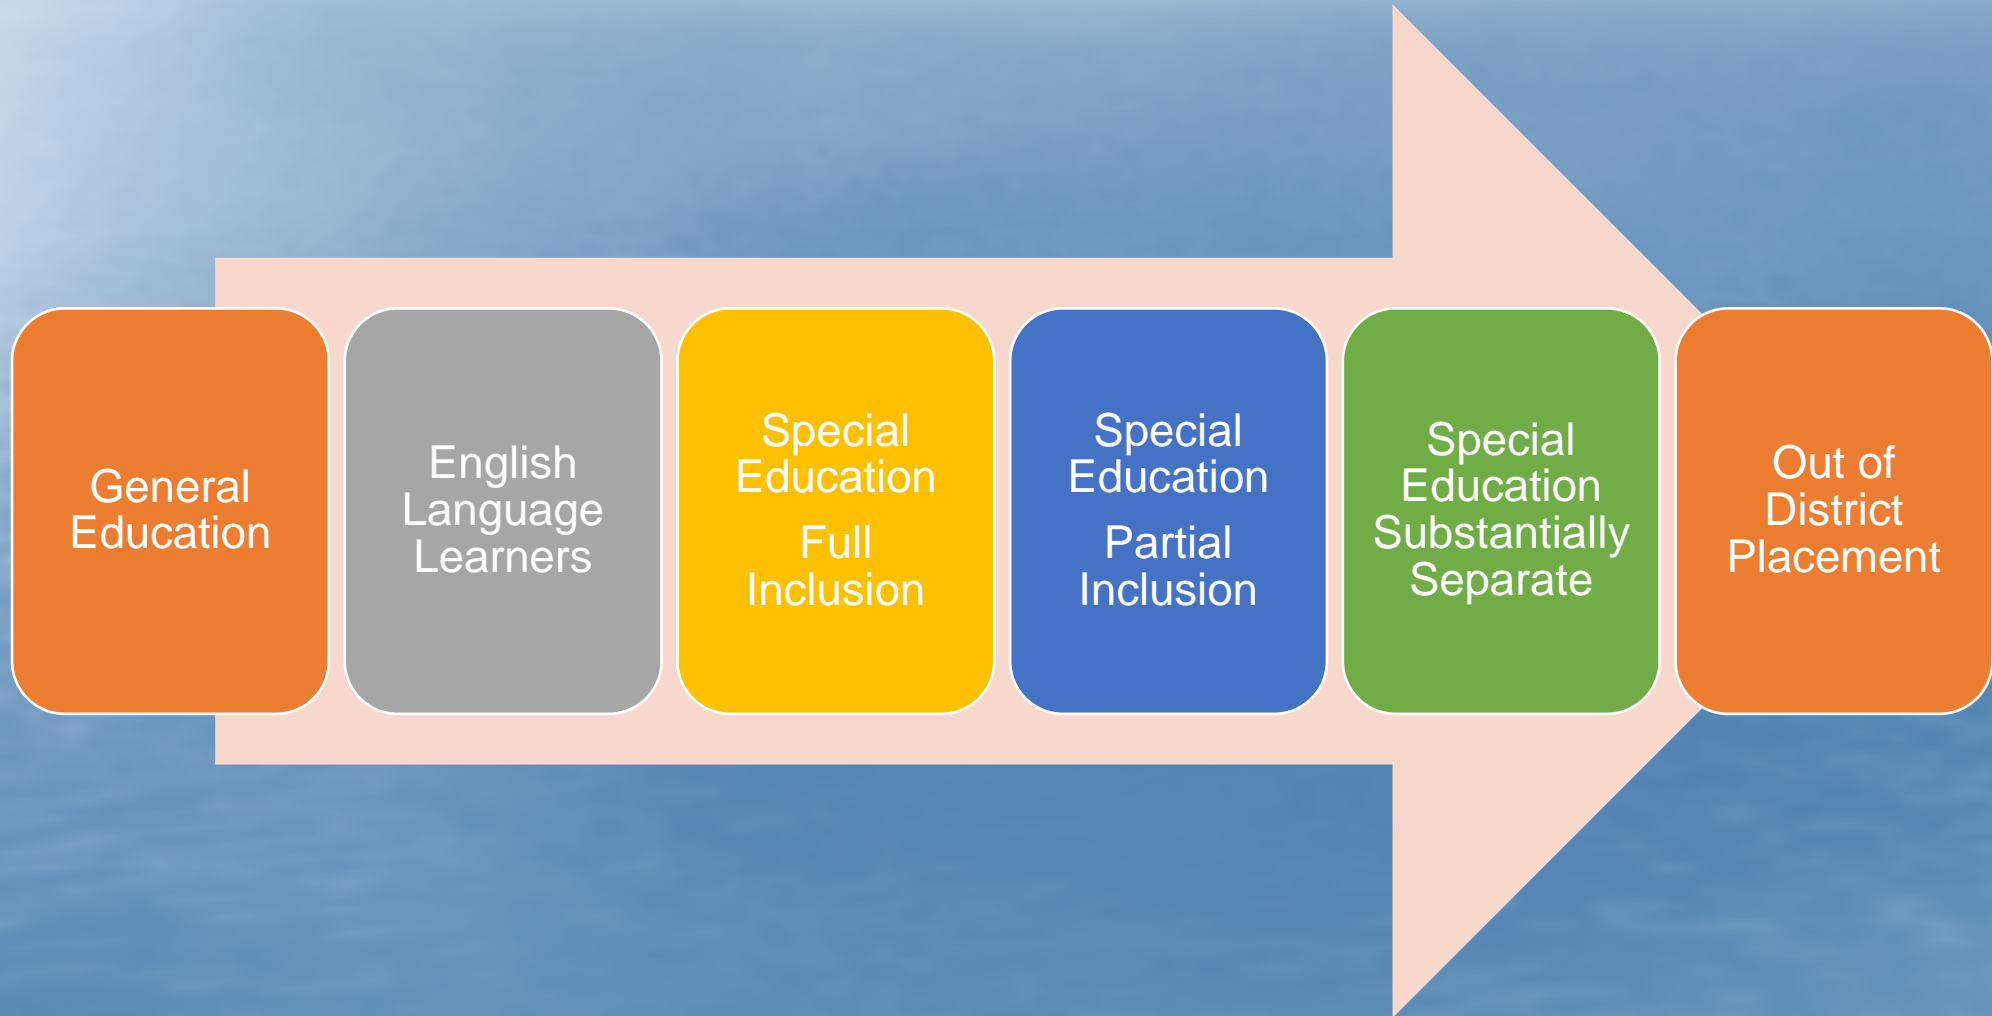 General
Education
English
Language
Learners
Special
Education
Full
Inclusion
Special
Education
Partial
Inclusion
Special
Education
Substantially
Separate
Out of
District
Placement